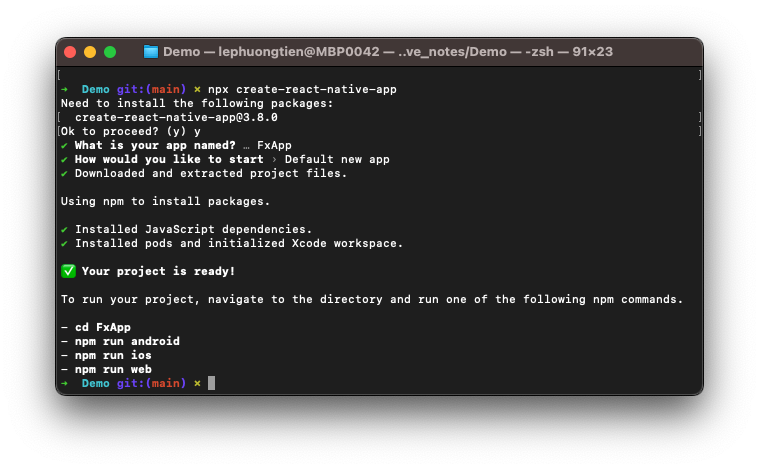 Demo — lephuongtien@MBP0042 — ..ve_notes/Demo — -zsh — 91×23
[ ]
➜ Demo git:(main) ✗ npx create-react-native-app
Need to install the following packages:
[ create-react-native-app@3.8.0 ]
[Ok to proceed? (y) y ]
✔ What is your app named? … FxApp
✔ How would you like to start › Default new app
✔ Downloaded and extracted project files.
Using npm to install packages.
✔ Installed JavaScript dependencies.
✔ Installed pods and initialized Xcode workspace.
✅ Your project is ready!
To run your project, navigate to the directory and run one of the following npm commands.
- cd FxApp
- npm run android
- npm run ios
- npm run web
➜ Demo git:(main) ✗